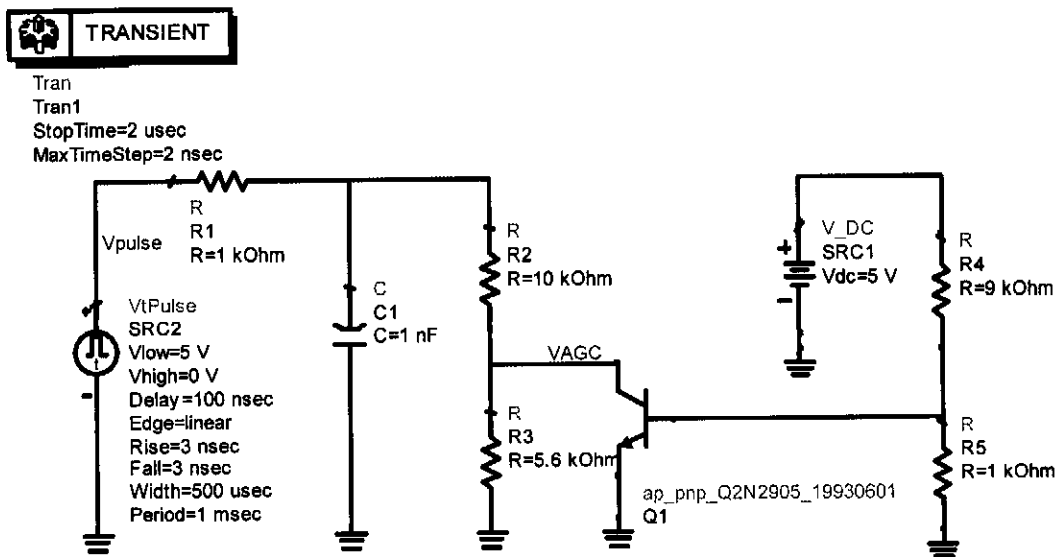 TRANSIENT
Tran
Tran1
StopTime=2 usec
MaxTimeStep=2 nsec
Vpulse
R
R1
R=1 kOhm
VtPulse
SRC2
Vlow=5 V
Vhigh=0 V
Delay=100 nsec
Edge=linear
Rise=3 nsec
Fall=3 nsec
Width=500 usec
Period=1 msec
t
-
C
C1
C=1 nF
R
R2
R=10 kOhm
VAGC
R
R3
R=5.6 kOhm
ap_pnp_Q2N2905_19930601
Q1
+
-
V_DC
SRC1
Vdc=5 V
R
R4
R=9 kOhm
R
R5
R=1 kOhm